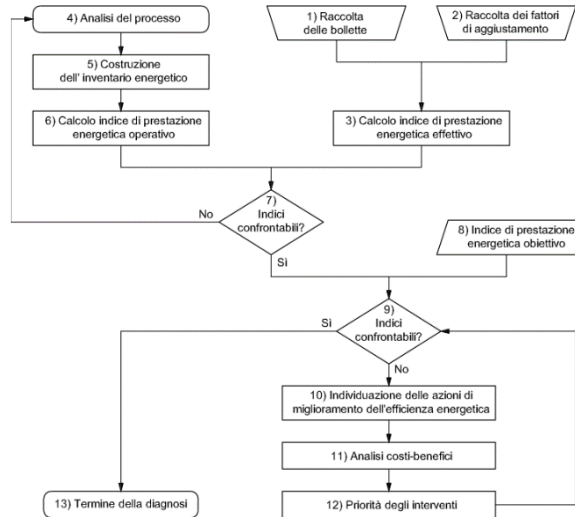 4) Analisi del processo
1) Raccolta
delle bollette
2) Raccolta dei fattori
di aggiustamento
5) Costruzione
dell' inventario energetico
6) Calcolo indice di prestazione
energetica operativo
3) Calcolo indice di prestazione
energetica effettivo
7)
Indici
confrontabili?
No
Sì
8) Indice di prestazione
energetica obiettivo
9)
Indici
confrontabili?
Sì
No
10) Individuazione delle azioni di
miglioramento dell'efficienza energetica
11) Analisi costi-benefici
13) Termine della diagnosi
12) Priorità degli interventi